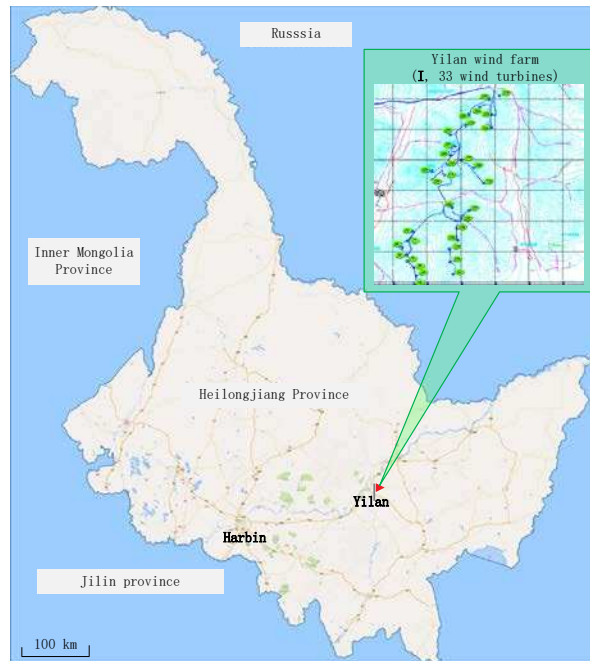 Russsia
Yilan wind farm
(I, 33 wind turbines)
Inner Mongolia
Province
Heilongjiang Province
Yilan
Harbin
Jilin province
100 km